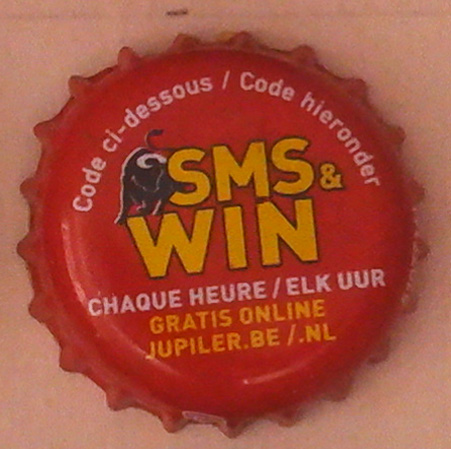 Code ci-dessous / Code hieronder
SMS &
WIN
CHAQUE HEURE / ELK UUR
GRATIS ONLINE
JUPILER.BE /.NL